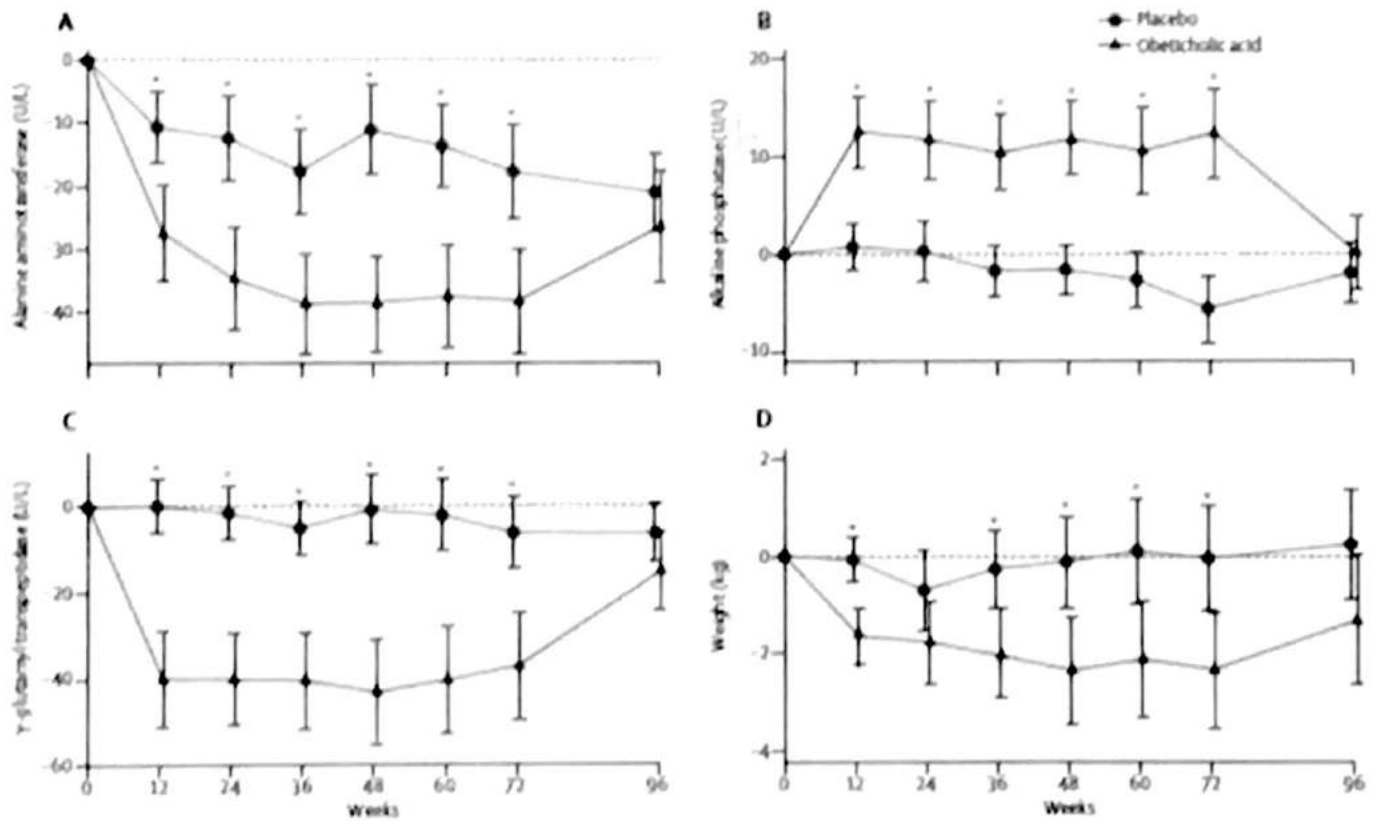 A
B
Placebo
Obeticholic acid
Alanine aminotransferase (U/L)
0
-10
-20
-30
-40
Alkaline phosphatase (U/L)
20
10
0
-10
C
D
γ-glutamyl transpeptidase (U/L)
0
-20
-40
-60
0 12 24 36 48 60 72 96
Weeks
Weight (kg)
2
0
-2
-4
0 12 24 36 48 60 72 96
Weeks